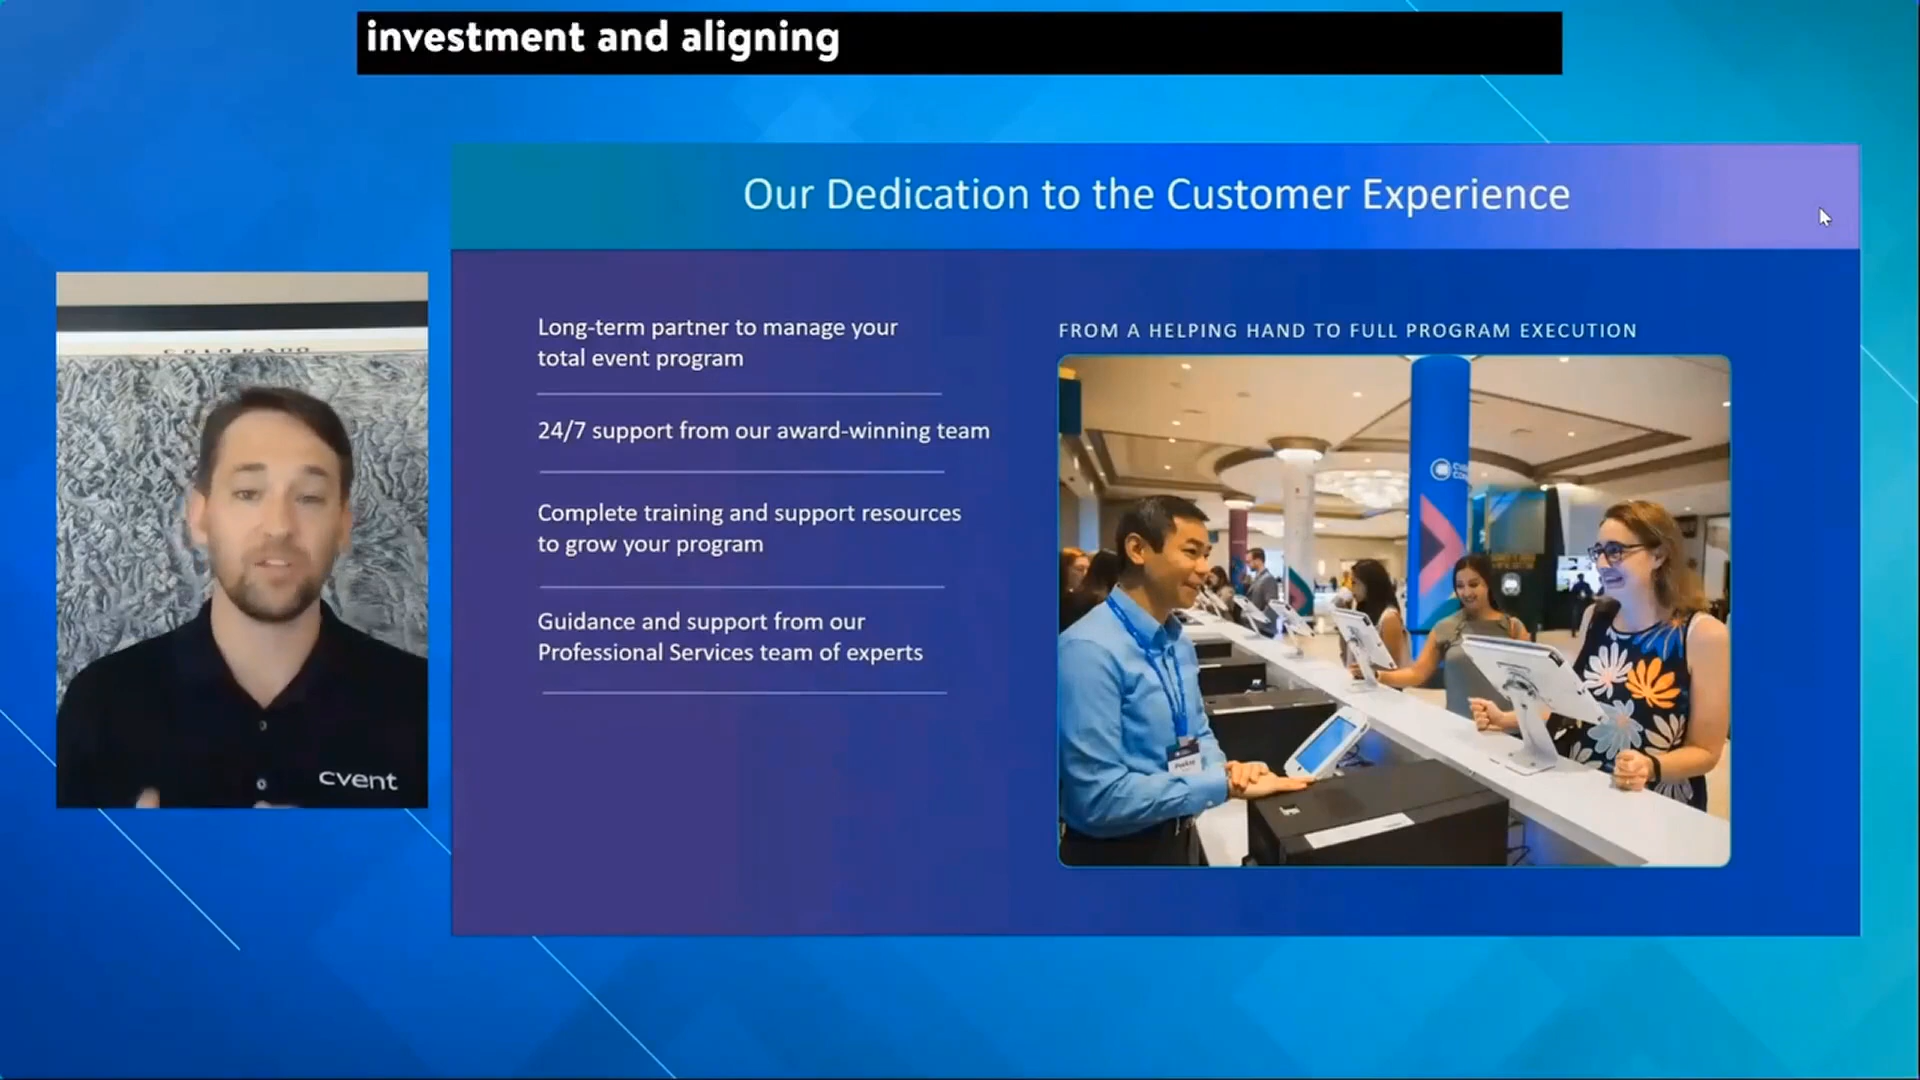 investment and aligning
Our Dedication to the Customer Experience
COLORADO
cvent
Long-term partner to manage your
total event program
24/7 support from our award-winning team
Complete training and support resources
to grow your program
Guidance and support from our
Professional Services team of experts
FROM A HELPING HAND TO FULL PROGRAM EXECUTION